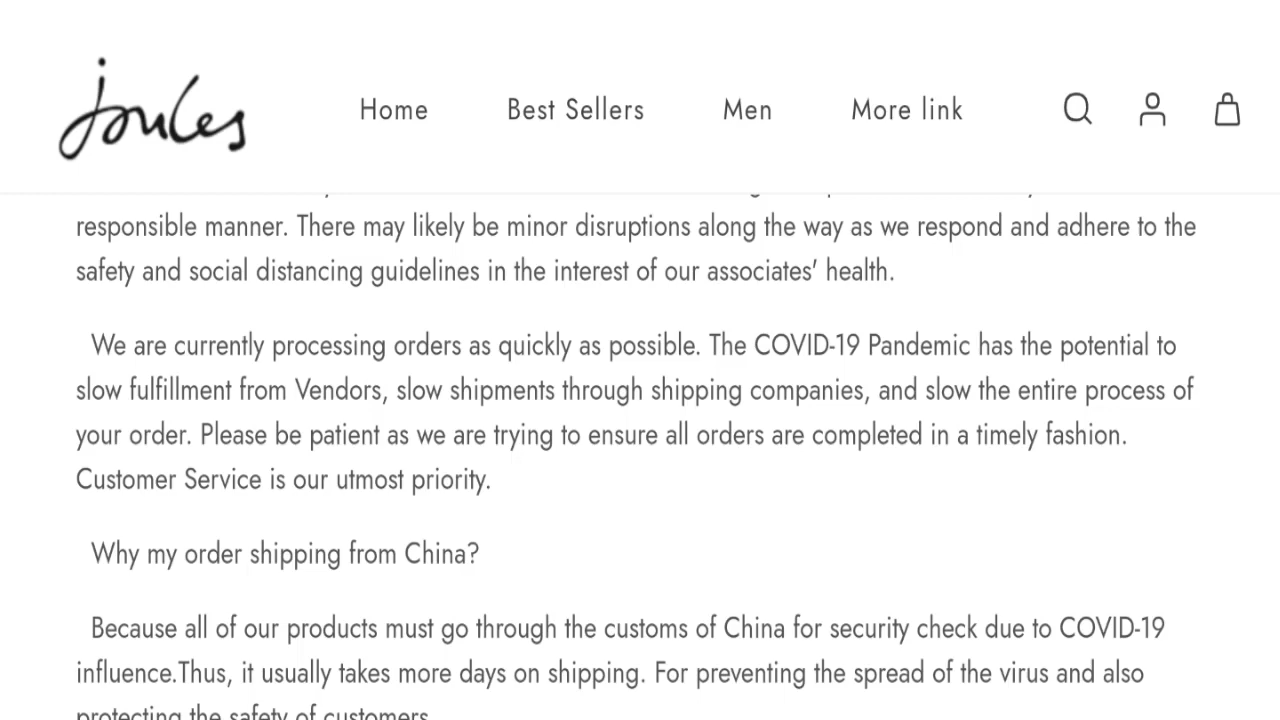 joules
Home Best Sellers Men More link
responsible manner. There may likely be minor disruptions along the way as we respond and adhere to the
safety and social distancing guidelines in the interest of our associates’ health.
We are currently processing orders as quickly as possible. The COVID-19 Pandemic has the potential to
slow fulfillment from Vendors, slow shipments through shipping companies, and slow the entire process of
your order. Please be patient as we are trying to ensure all orders are completed in a timely fashion.
Customer Service is our utmost priority.
Why my order shipping from China?
Because all of our products must go through the customs of China for security check due to COVID-19
influence.Thus, it usually takes more days on shipping. For preventing the spread of the virus and also
protecting the safety of customers